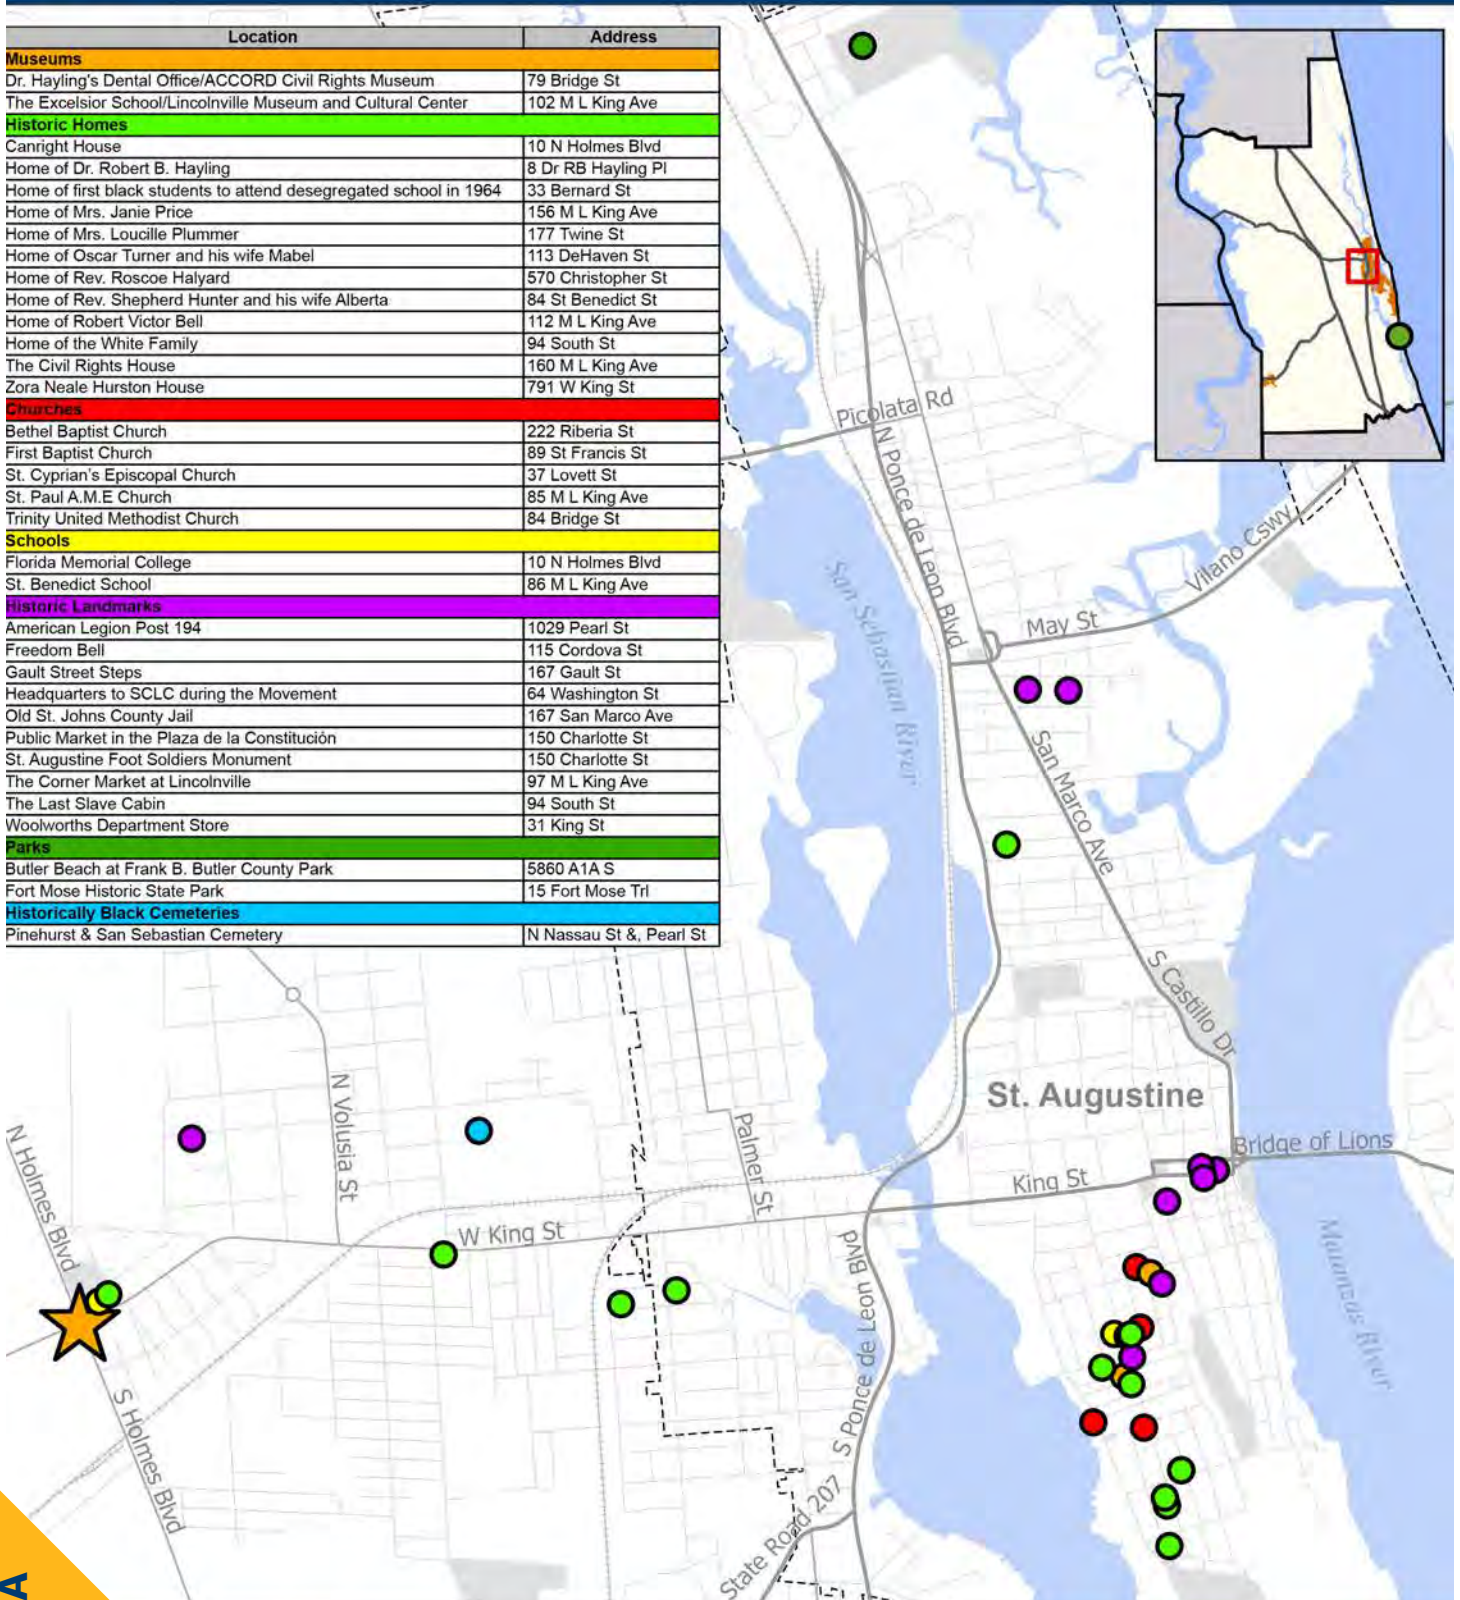 Location Address
Museums
Dr. Hayling's Dental Office/ACCORD Civil Rights Museum 79 Bridge St
The Excelsior School/Lincolnville Museum and Cultural Center 102 M L King Ave
Historic Homes
Canright House 10 N Holmes Blvd
Home of Dr. Robert B. Hayling 8 Dr RB Hayling Pl
Home of first black students to attend desegregated school in 1964 33 Bernard St
Home of Mrs. Janie Price 156 M L King Ave
Home of Mrs. Loucille Plummer 177 Twine St
Home of Oscar Turner and his wife Mabel 113 DeHaven St
Home of Rev. Roscoe Halyard 570 Christopher St
Home of Rev. Shepherd Hunter and his wife Alberta 84 St Benedict St
Home of Robert Victor Bell 112 M L King Ave
Home of the White Family 94 South St
The Civil Rights House 160 M L King Ave
Zora Neale Hurston House 791 W King St
Churches
Bethel Baptist Church 222 Riberia St
First Baptist Church 89 St Francis St
St. Cyprian's Episcopal Church 37 Lovett St
St. Paul A.M.E Church 85 M L King Ave
Trinity United Methodist Church 84 Bridge St
Schools
Florida Memorial College 10 N Holmes Blvd
St. Benedict School 86 M L King Ave
Historic Landmarks
American Legion Post 194 1029 Pearl St
Freedom Bell 115 Cordova St
Gault Street Steps 167 Gault St
Headquarters to SCLC during the Movement 64 Washington St
Old St. Johns County Jail 167 San Marco Ave
Public Market in the Plaza de la Constitución 150 Charlotte St
St. Augustine Foot Soldiers Monument 150 Charlotte St
The Corner Market at Lincolnville 97 M L King Ave
The Last Slave Cabin 94 South St
Woolworths Department Store 31 King St
Parks
Butler Beach at Frank B. Butler County Park 5860 A1A S
Fort Mose Historic State Park 15 Fort Mose Trl
Historically Black Cemeteries
Pinehurst & San Sebastian Cemetery N Nassau St &, Pearl St
Picolata Rd
N Ponce de Leon Blvd
San Sebastian River
Vilano Cswy
May St
San Marco Ave
S Castillo Dr
St. Augustine
Bridge of Lions
King St
N Volusia St
Palmer St
N Holmes Blvd
W King St
S Ponce de Leon Blvd
Matanzas River
S Holmes Blvd
State Road 207
A